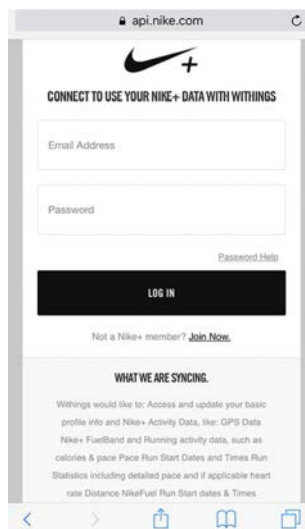 api.nike.com
+
CONNECT TO USE YOUR NIKE+ DATA WITH WITHINGS
Email Address
Password
Password Help
LOG IN
Not a Nike+ member? Join Now.
WHAT WE ARE SYNCING.
Withings would like to: Access and update your basic
profile info and Nike+ Activity Data, like: GPS Data
Nike+ FuelBand and Running activity data, such as
calories & pace Pace Run Start Dates and Times Run
Statistics including detailed pace and if applicable heart
rate Distance NikeFuel Run Start dates & Times